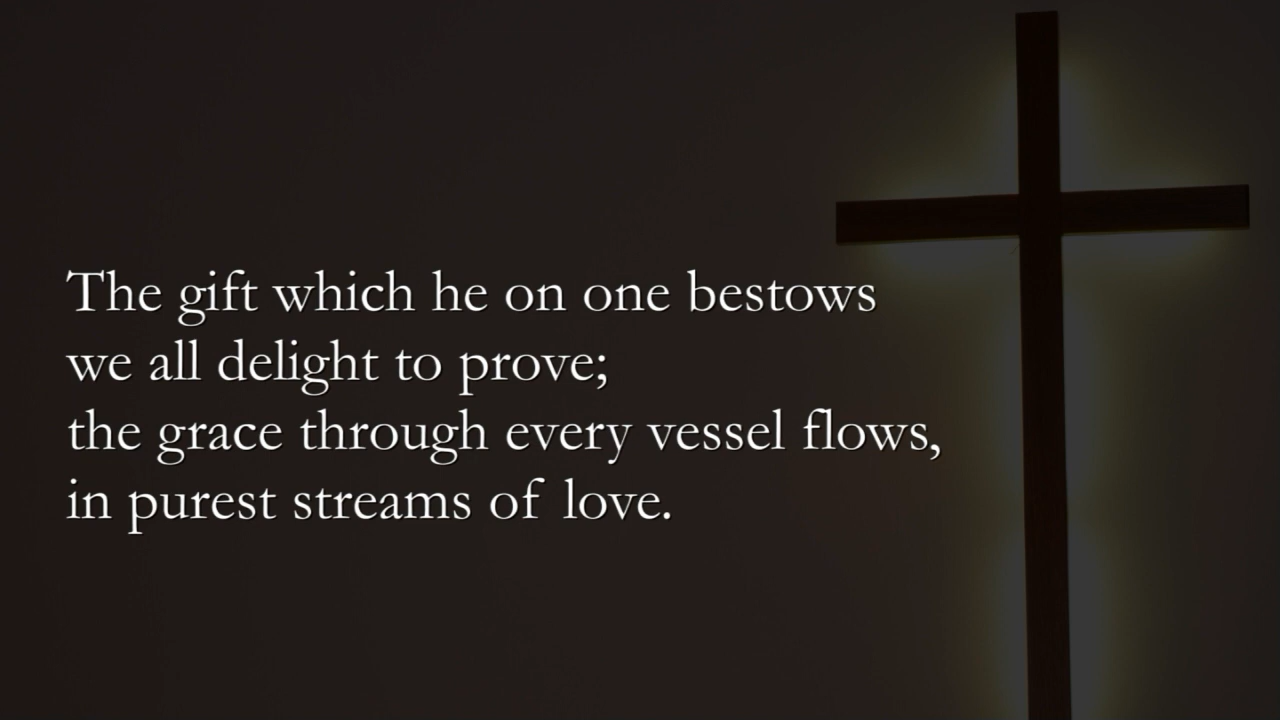 The gift which he on one bestows
we all delight to prove;
the grace through every vessel flows,
in purest streams of love.